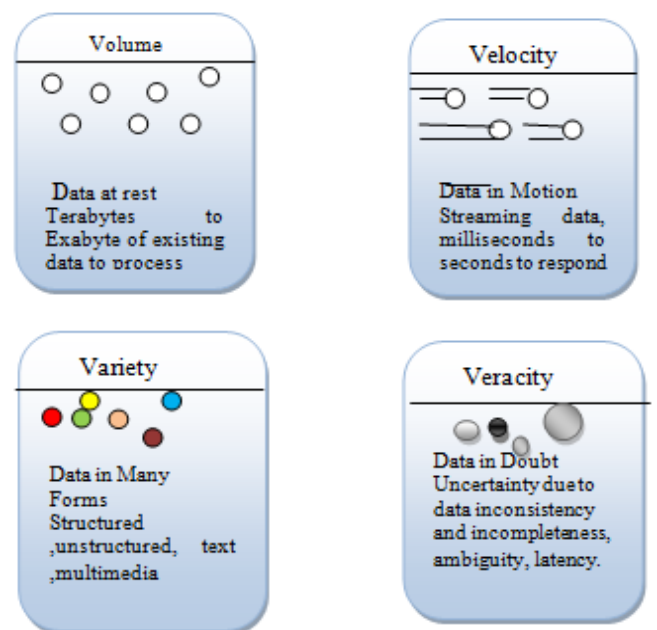 Volume
Data at rest
Terabytes to
Exabyte of existing
data to process
Velocity
Data in Motion
Streaming data,
milliseconds to
seconds to respond
Variety
Data in Many
Forms
Structured
,unstructured, text
,multimedia
Veracity
Data in Doubt
Uncertainty due to
data inconsistency
and incompleteness,
ambiguity, latency.